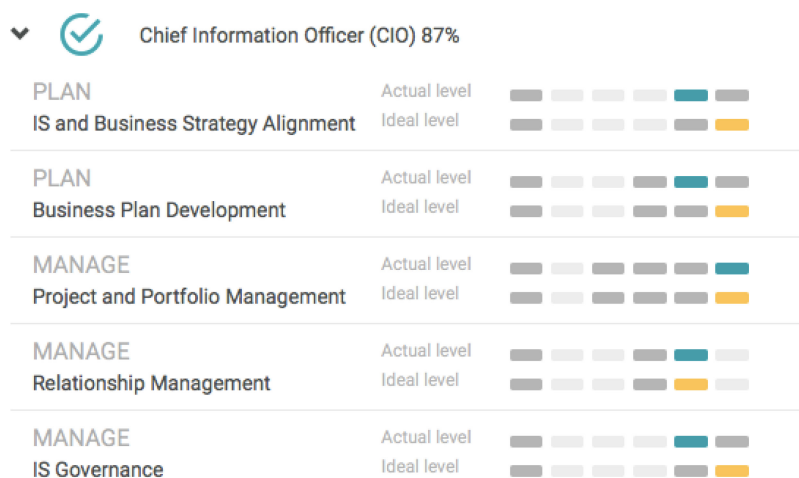 Chief Information Officer (CIO) 87%
PLAN
Actual level
IS and Business Strategy Alignment
Ideal level
PLAN
Actual level
Business Plan Development
Ideal level
MANAGE
Actual level
Project and Portfolio Management
Ideal level
MANAGE
Actual level
Relationship Management
Ideal level
MANAGE
Actual level
IS Governance
Ideal level